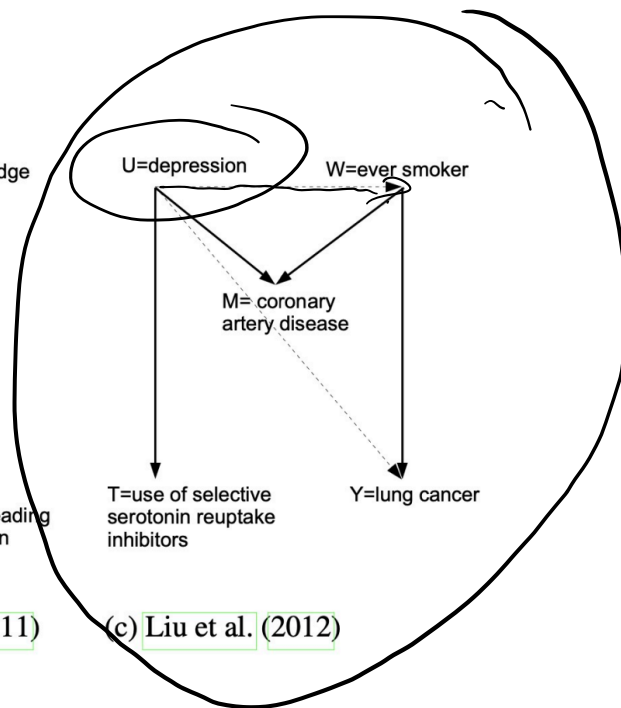 dge
U=depression
W=ever smoker
M= coronary
artery disease
T=use of selective
serotonin reuptake
inhibitors
Y=lung cancer
eading
n
11)
(c) Liu et al. (2012)